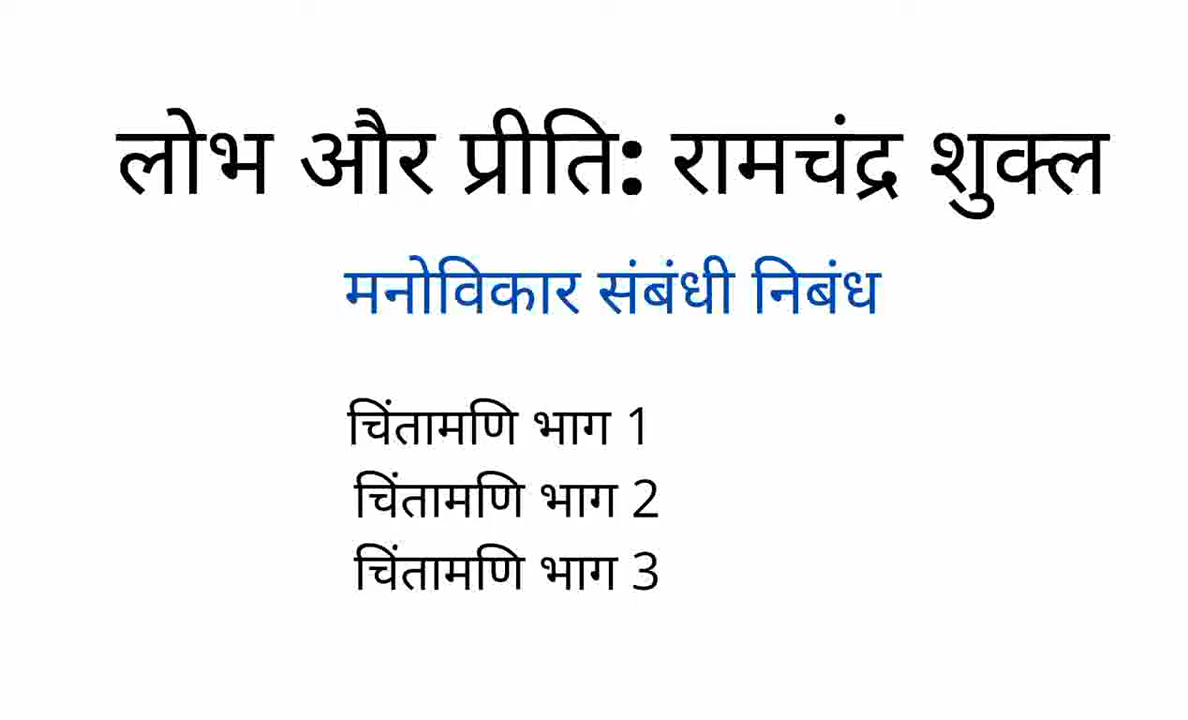 लोभ और प्रीति: रामचंद्र शुक्ल
मनोविकार संबंधी निबंध
चिंतामणि भाग 1
चिंतामणि भाग 2
चिंतामणि भाग 3